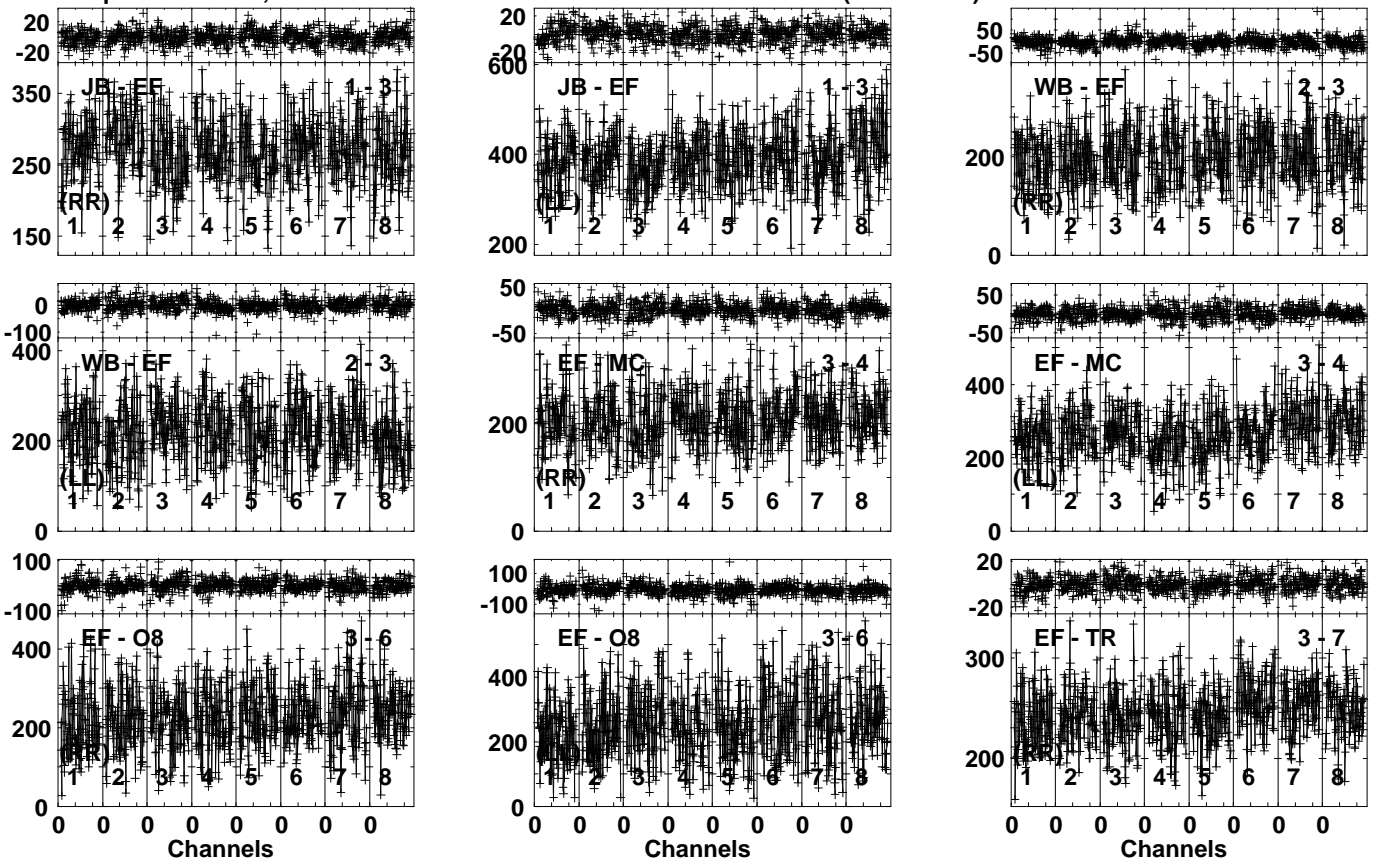 20
-20
JB - EF 1 - 3
350
250
150
(RR)
1 2 3 4 5 6 7 8
20
-20
600
JB - EF 1 - 3
400
200
(LL)
1 2 3 4 5 6 7 8
50
-50
WB - EF 2 - 3
200
0
(RR)
1 2 3 4 5 6 7 8
0
-100
400
WB - EF 2 - 3
200
0
(LL)
1 2 3 4 5 6 7 8
50
-50
EF - MC 3 - 4
200
0
(RR)
1 2 3 4 5 6 7 8
50
-50
EF - MC 3 - 4
400
200
0
(LL)
1 2 3 4 5 6 7 8
100
-100
EF - O8 3 - 6
400
200
0
(RR)
1 2 3 4 5 6 7 8
0 0 0 0 0 0 0 0
Channels
100
-100
EF - O8 3 - 6
400
200
0
(LL)
1 2 3 4 5 6 7 8
0 0 0 0 0 0 0 0
Channels
20
-20
EF - TR 3 - 7
300
200
(RR)
1 2 3 4 5 6 7 8
0 0 0 0 0 0 0 0
Channels